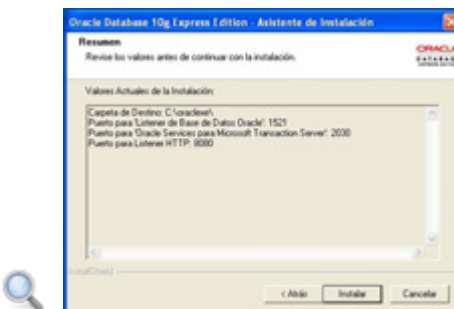 Oracle Database 10g Express Edition - Asistente de Instalación
Resumen
Revise los valores antes de continuar con la instalación.
ORACLE
DATABASE
Valores Actuales de la Instalación:
Carpeta de Destino: C:\oraclexe\
Puerto para 'Listener de Base de Datos Oracle': 1521
Puerto para 'Oracle Services para Microsoft Transaction Server': 2030
Puerto para Listener HTTP: 8080
InstallShield
< Atrás
Instalar
Cancelar